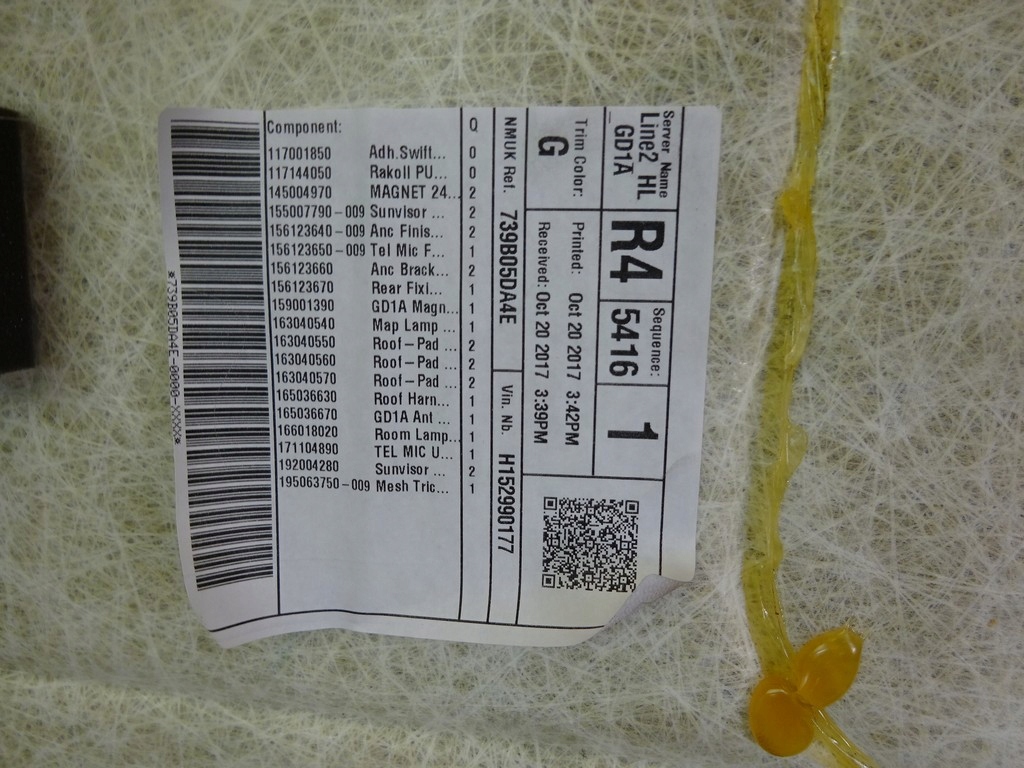 Server Name
Line2 HL
_GD1A
R4
Sequence:
5416
1
Trim Color:
G
Printed: Oct 20 2017 3:42PM
Received: Oct 20 2017 3:39PM
NMUK Ref. 739B05DA4E
Vin. Nb. H152990177
Component: Q
117001850 Adh.Swift... 0
117144050 Rakoll PU... 0
145004970 MAGNET 24... 2
155007790-009 Sunvisor ... 2
156123640-009 Anc Finis... 2
156123650-009 Tel Mic F... 1
156123660 Anc Brack... 2
156123670 Rear Fixi... 1
159001390 GD1A Magn... 1
163040540 Map Lamp ... 1
163040550 Roof-Pad ... 2
163040560 Roof-Pad ... 2
163040570 Roof-Pad ... 2
165036630 Roof Harn... 1
165036670 GD1A Ant ... 1
166018020 Room Lamp... 1
171104890 TEL MIC U... 1
192004280 Sunvisor ... 2
195063750-009 Mesh Tric... 1
*739B05DA4E-0000-XXX*